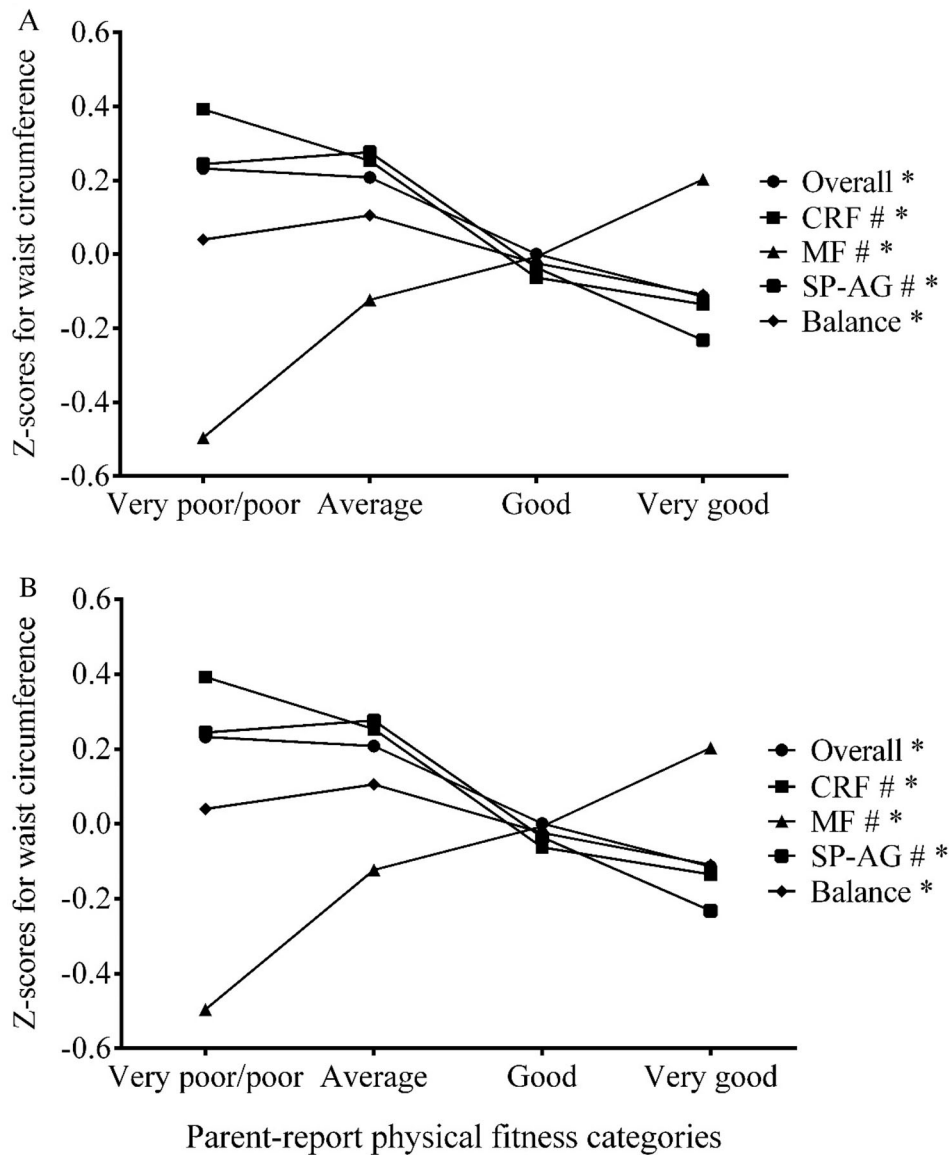 A
Z-scores for waist circumference
0.6
0.4
0.2
0.0
-0.2
-0.4
-0.6
Very poor/poor Average Good Very good
Overall *
CRF # *
MF # *
SP-AG # *
Balance *
B
Z-scores for waist circumference
0.6
0.4
0.2
0.0
-0.2
-0.4
-0.6
Very poor/poor Average Good Very good
Overall *
CRF # *
MF # *
SP-AG # *
Balance *
Parent-report physical fitness categories